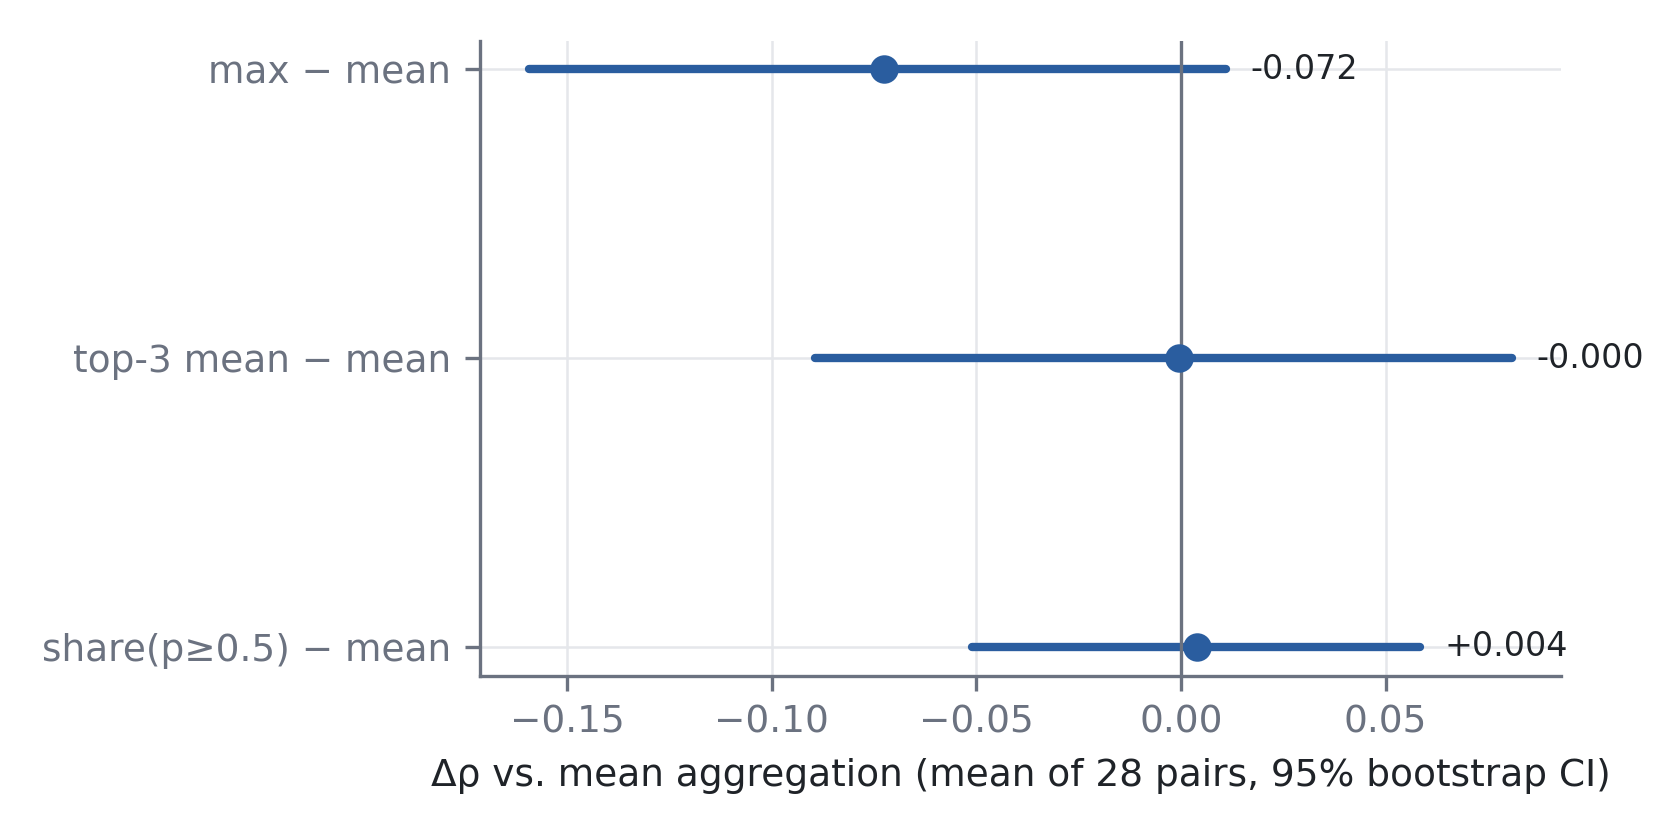 max − mean
-0.072
top-3 mean − mean
-0.000
share(p≥0.5) − mean
+0.004
−0.15 −0.10 −0.05 0.00 0.05
Δρ vs. mean aggregation (mean of 28 pairs, 95% bootstrap CI)